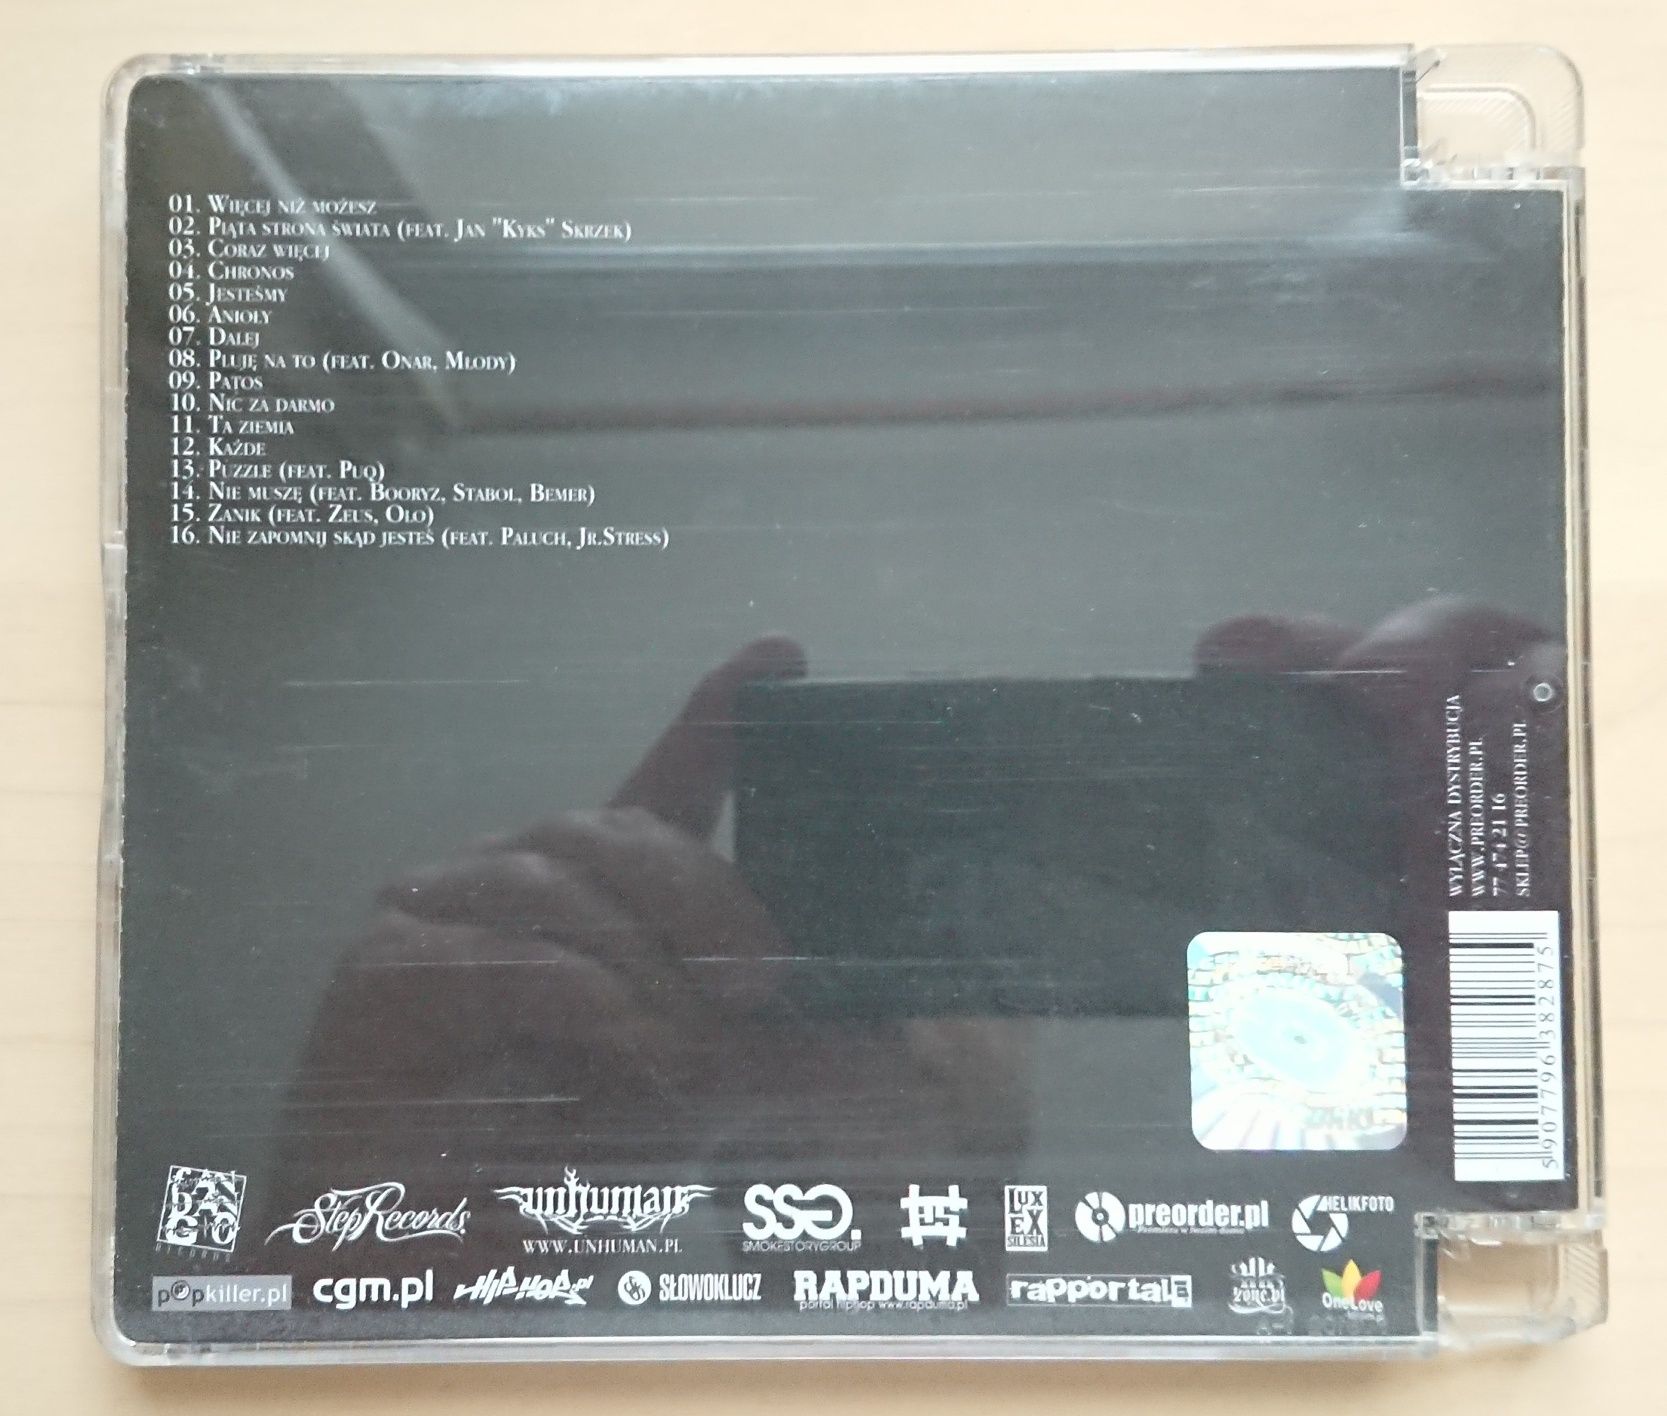 01. Więcej niż możesz
02. Piąta strona świata (feat. Jan "Kyks" Skrzek)
03. Coraz więcej
04. Chronos
05. Jesteśmy
06. Anioły
07. Dalej
08. Pluję na to (feat. Onar, Młody)
09. Patos
10. Nic za darmo
11. Ta ziemia
12. Każde
13. Puzzle (feat. Puq)
14. Nie muszę (feat. Booryz, Stabol, Bemer)
15. Zanik (feat. Zeus, Olo)
16. Nie zapomnij skąd jesteś (feat. Paluch, Jr.Stress)
WYŁĄCZNA DYSTRYBUCJA
WWW.PREORDER.PL
77 474 21 16
SKLEP@PREORDER.PL
5 907796 382875
FANDANGO
RECORDS
StepRecords
unhuman
WWW.UNHUMAN.PL
SSG.
SMOKESTORYGROUP
LUX
EX
SILESIA
preorder.pl
HELIKFOTO
popkiller.pl
cgm.pl
HIP-HOP.pl
SŁOWOKLUCZ
RAPDUMA
portal hiphop www.rapduma.pl
rapportal
OneLove